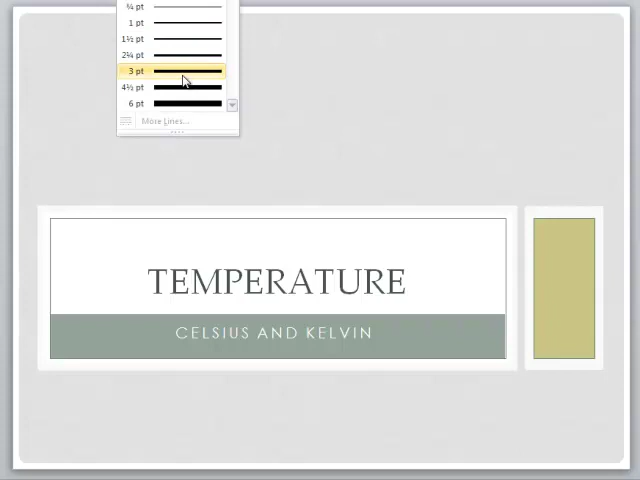 ¼ pt
1 pt
1½ pt
2¼ pt
3 pt
4½ pt
6 pt
More Lines...
TEMPERATURE
CELSIUS AND KELVIN